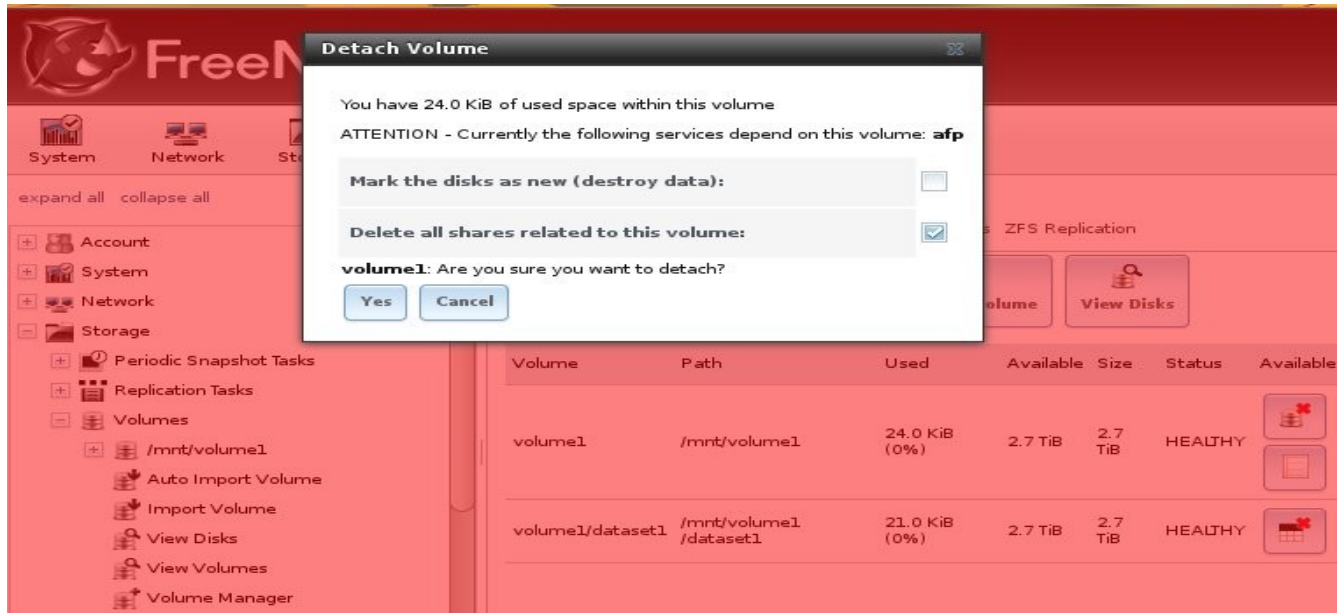 FreeN
Detach Volume
You have 24.0 KiB of used space within this volume
ATTENTION - Currently the following services depend on this volume: afp
Mark the disks as new (destroy data):
Delete all shares related to this volume:
volume1: Are you sure you want to detach?
Yes Cancel
System Network Sto
expand all collapse all
Account
System
Network
Storage
Periodic Snapshot Tasks
Replication Tasks
Volumes
/mnt/volume1
Auto Import Volume
Import Volume
View Disks
View Volumes
Volume Manager
s ZFS Replication
olume View Disks
Volume Path Used Available Size Status Available
volume1 /mnt/volume1 24.0 KiB (0%) 2.7 TiB 2.7 TiB HEALTHY
volume1/dataset1 /mnt/volume1/dataset1 21.0 KiB (0%) 2.7 TiB 2.7 TiB HEALTHY